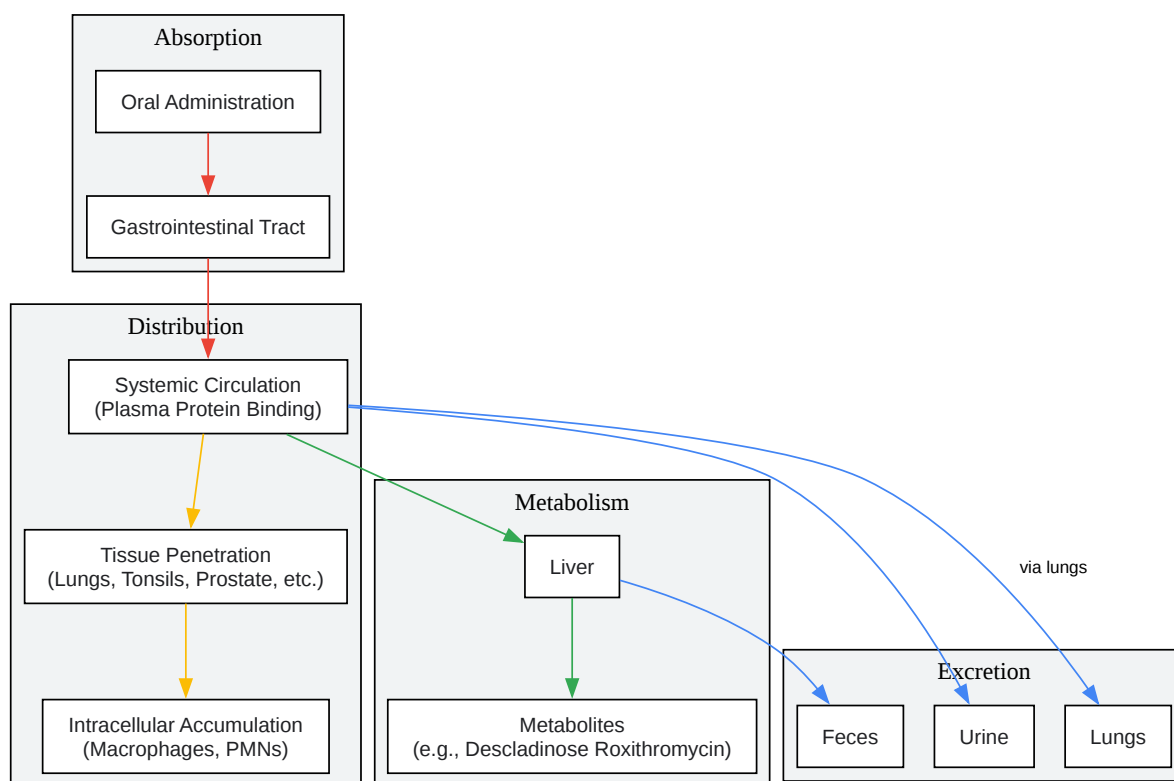 Absorption
Oral Administration
Gastrointestinal Tract
Distribution
Systemic Circulation
(Plasma Protein Binding)
Tissue Penetration
(Lungs, Tonsils, Prostate, etc.)
Intracellular Accumulation
(Macrophages, PMNs)
Metabolism
Liver
Metabolites
(e.g., Descladinose Roxithromycin)
via lungs
Excretion
Feces
Urine
Lungs